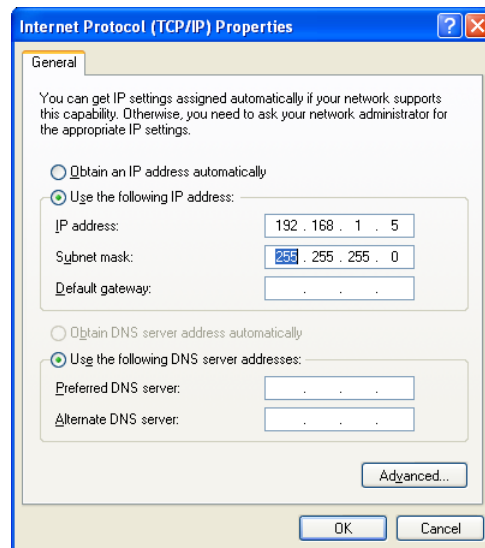 Internet Protocol (TCP/IP) Properties
General
You can get IP settings assigned automatically if your network supports
this capability. Otherwise, you need to ask your network administrator for
the appropriate IP settings.
Obtain an IP address automatically
Use the following IP address:
IP address: 192 . 168 . 1 . 5
Subnet mask: 255 . 255 . 255 . 0
Default gateway: . . .
Obtain DNS server address automatically
Use the following DNS server addresses:
Preferred DNS server: . . .
Alternate DNS server: . . .
Advanced...
OK Cancel